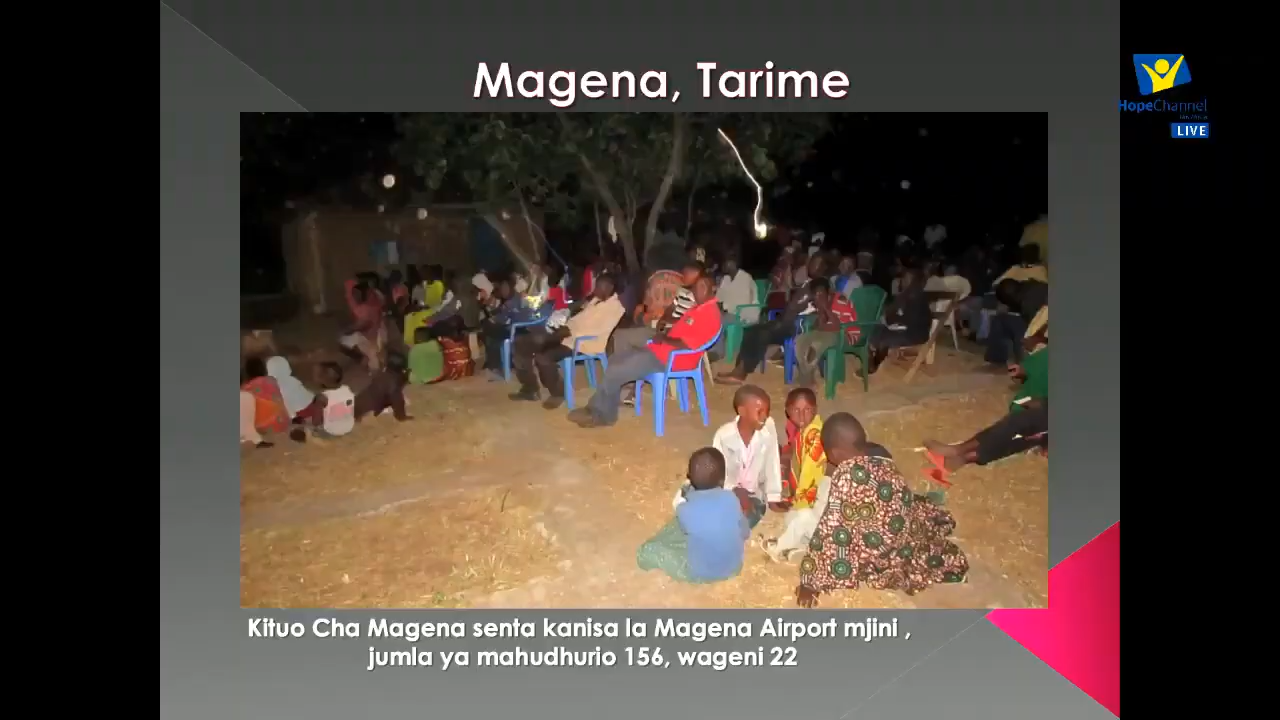 Magena, Tarime
HopeChannel
LIVE
Kituo Cha Magena senta kanisa la Magena Airport mjini ,
jumla ya mahudhurio 156, wageni 22